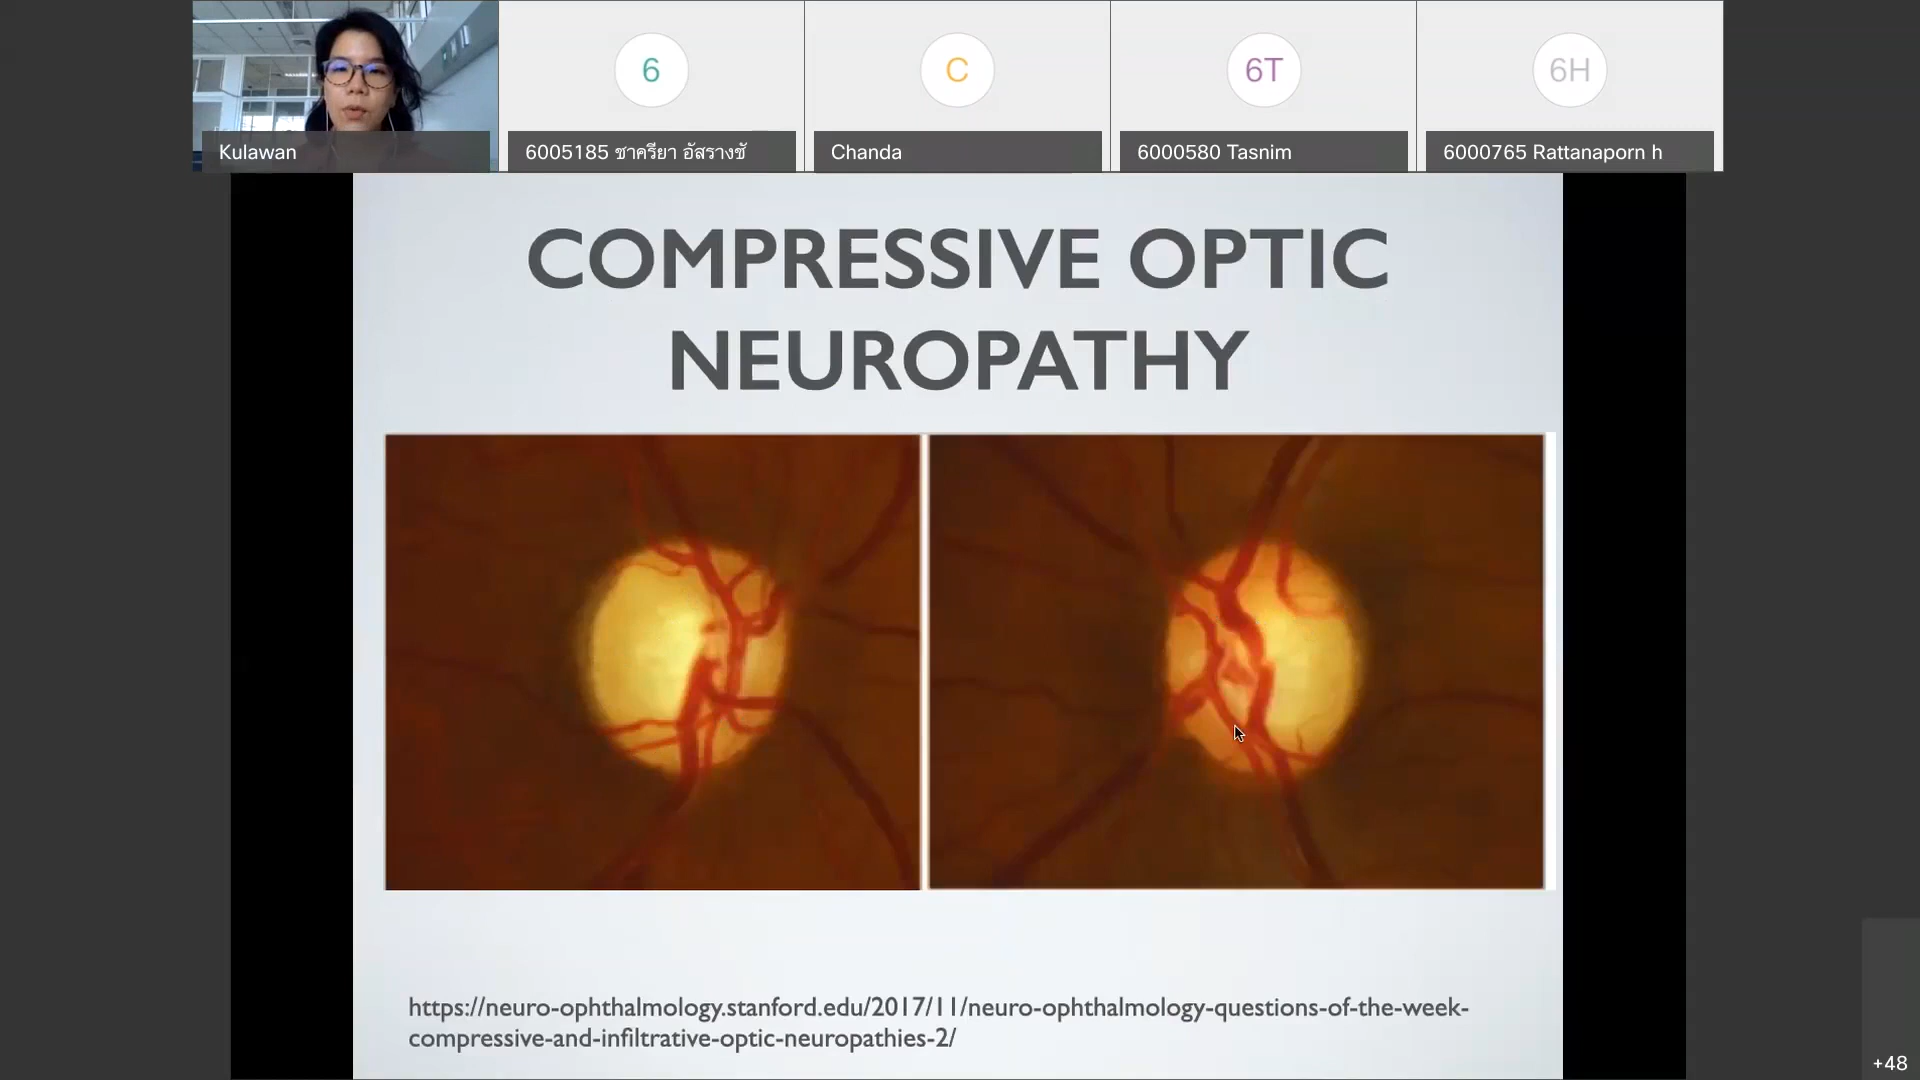 6
C
6T
6H
Kulawan
6005185 ชาครียา อัสรางชั
Chanda
6000580 Tasnim
6000765 Rattanaporn h
COMPRESSIVE OPTIC
NEUROPATHY
https://neuro-ophthalmology.stanford.edu/2017/11/neuro-ophthalmology-questions-of-the-week-
compressive-and-infiltrative-optic-neuropathies-2/
+48